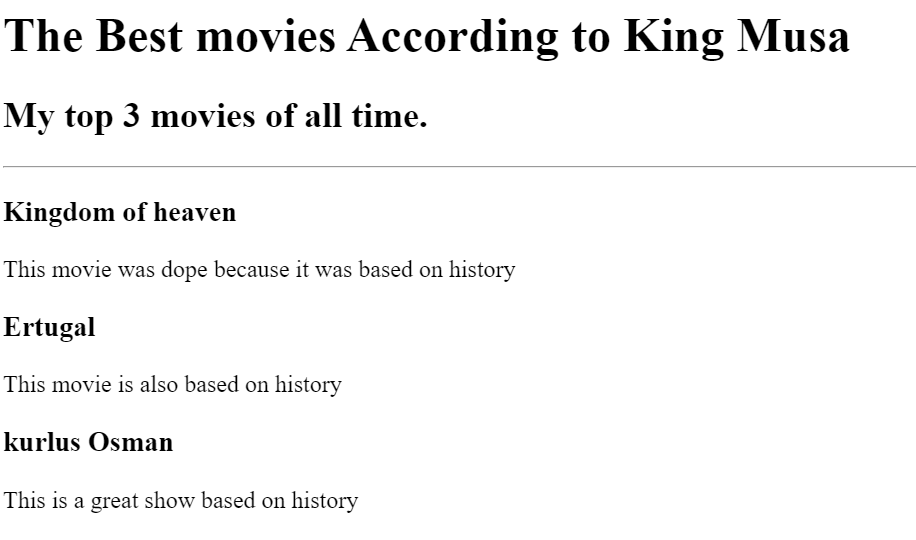 The Best movies According to King Musa
My top 3 movies of all time.
Kingdom of heaven
This movie was dope because it was based on history
Ertugal
This movie is also based on history
kurlus Osman
This is a great show based on history